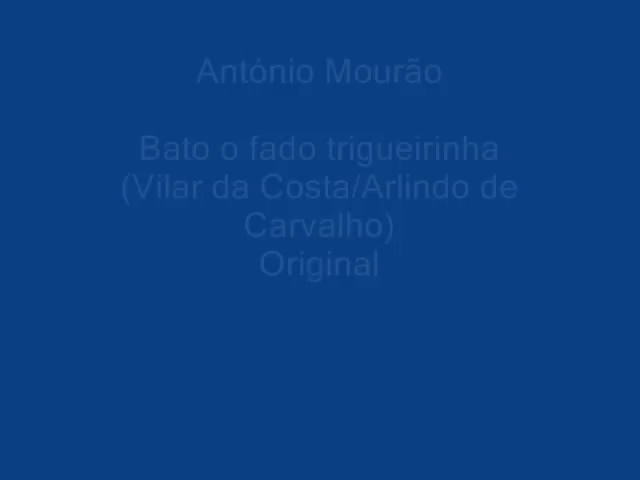 António Mourão
Bato o fado trigueirinha
(Vilar da Costa/Arlindo de
Carvalho)
Original